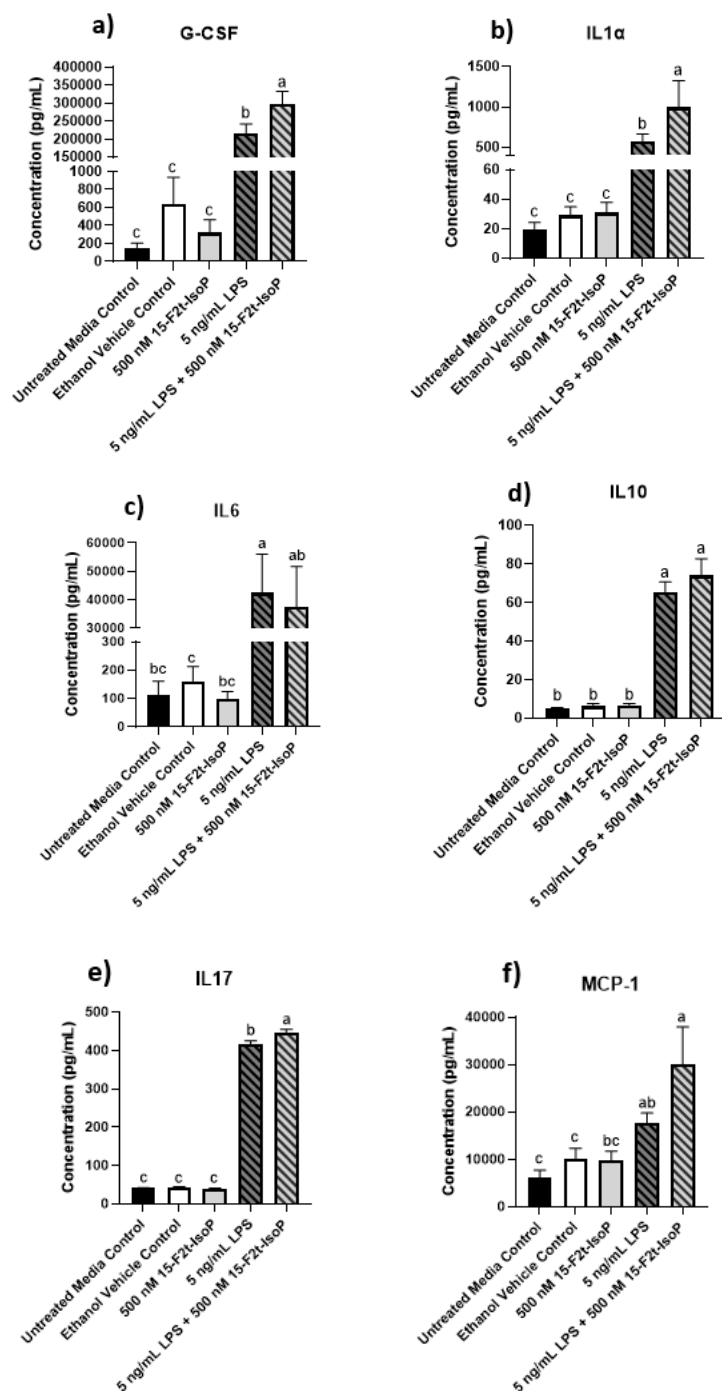 a)
G-CSF
Concentration (pg/mL)
400000
350000
300000
250000
200000
150000
1000
800
600
400
200
0
c
c
c
b
a
Untreated Media Control
Ethanol Vehicle Control
500 nM 15-F2t-IsoP
5 ng/mL LPS
5 ng/mL LPS + 500 nM 15-F2t-IsoP
b)
IL1α
Concentration (pg/mL)
1500
1000
500
60
40
20
0
c
c
c
b
a
Untreated Media Control
Ethanol Vehicle Control
500 nM 15-F2t-IsoP
5 ng/mL LPS
5 ng/mL LPS + 500 nM 15-F2t-IsoP
c)
IL6
Concentration (pg/mL)
60000
50000
40000
30000
300
200
100
0
bc
c
bc
a
ab
Untreated Media Control
Ethanol Vehicle Control
500 nM 15-F2t-IsoP
5 ng/mL LPS
5 ng/mL LPS + 500 nM 15-F2t-IsoP
d)
IL10
Concentration (pg/mL)
80
60
40
20
0
b
b
b
a
a
Untreated Media Control
Ethanol Vehicle Control
500 nM 15-F2t-IsoP
5 ng/mL LPS
5 ng/mL LPS + 500 nM 15-F2t-IsoP
e)
IL17
Concentration (pg/mL)
500
400
300
200
100
0
c
c
c
b
a
Untreated Media Control
Ethanol Vehicle Control
500 nM 15-F2t-IsoP
5 ng/mL LPS
5 ng/mL LPS + 500 nM 15-F2t-IsoP
f)
MCP-1
Concentration (pg/mL)
40000
30000
20000
10000
0
c
c
bc
ab
a
Untreated Media Control
Ethanol Vehicle Control
500 nM 15-F2t-IsoP
5 ng/mL LPS
5 ng/mL LPS + 500 nM 15-F2t-IsoP